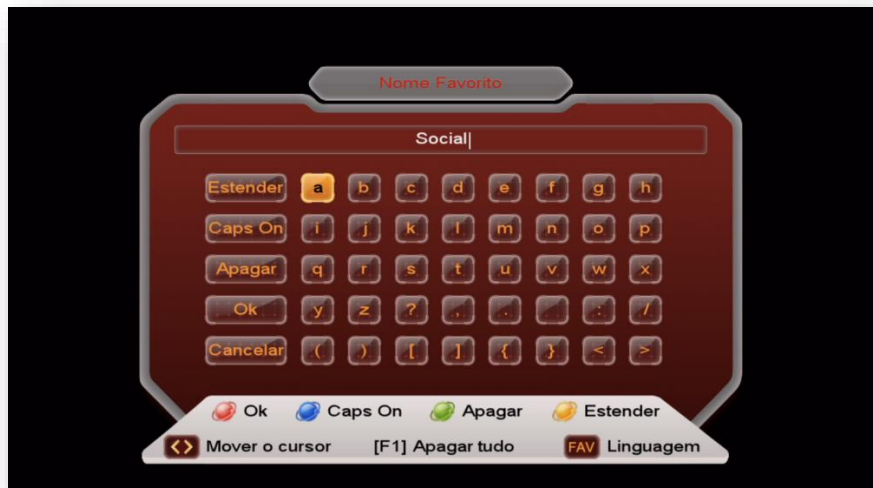 Nome Favorito
Social
Estender a b c d e f g h
Caps On i j k l m n o p
Apagar q r s t u v w x
Ok y z ? , . : /
Cancelar ( ) [ ] { } < >
Ok Caps On Apagar Estender
<> Mover o cursor [F1] Apagar tudo FAV Linguagem